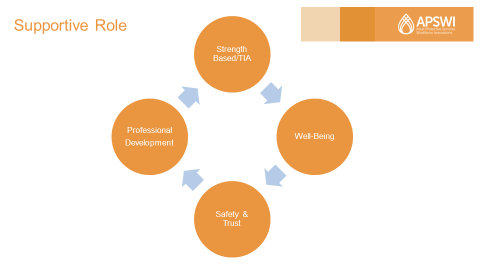 Supportive Role
APSWI
Strength
Based/TIA
Well-Being
Safety &
Trust
Professional
Development